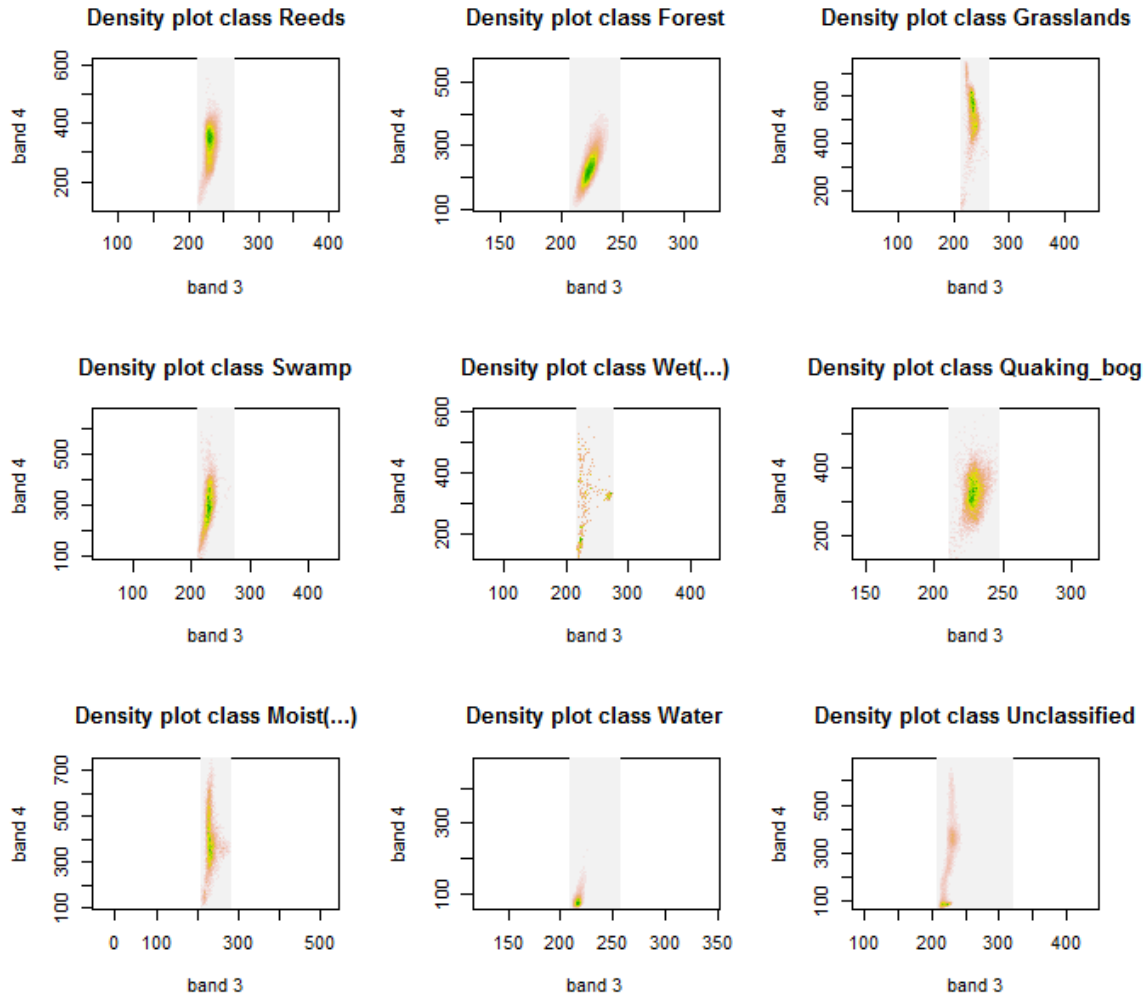 Density plot class Reeds
band 4
600
400
200
100 200 300 400
band 3
Density plot class Forest
band 4
500
300
100
150 200 250 300
band 3
Density plot class Grasslands
band 4
600
400
200
100 200 300 400
band 3
Density plot class Swamp
band 4
500
300
100
100 200 300 400
band 3
Density plot class Wet(...)
band 4
600
400
200
100 200 300 400
band 3
Density plot class Quaking_bog
band 4
400
200
150 200 250 300
band 3
Density plot class Moist(...)
band 4
700
500
300
100
0 100 300 500
band 3
Density plot class Water
band 4
300
100
150 200 250 300 350
band 3
Density plot class Unclassified
band 4
500
300
100
100 200 300 400
band 3